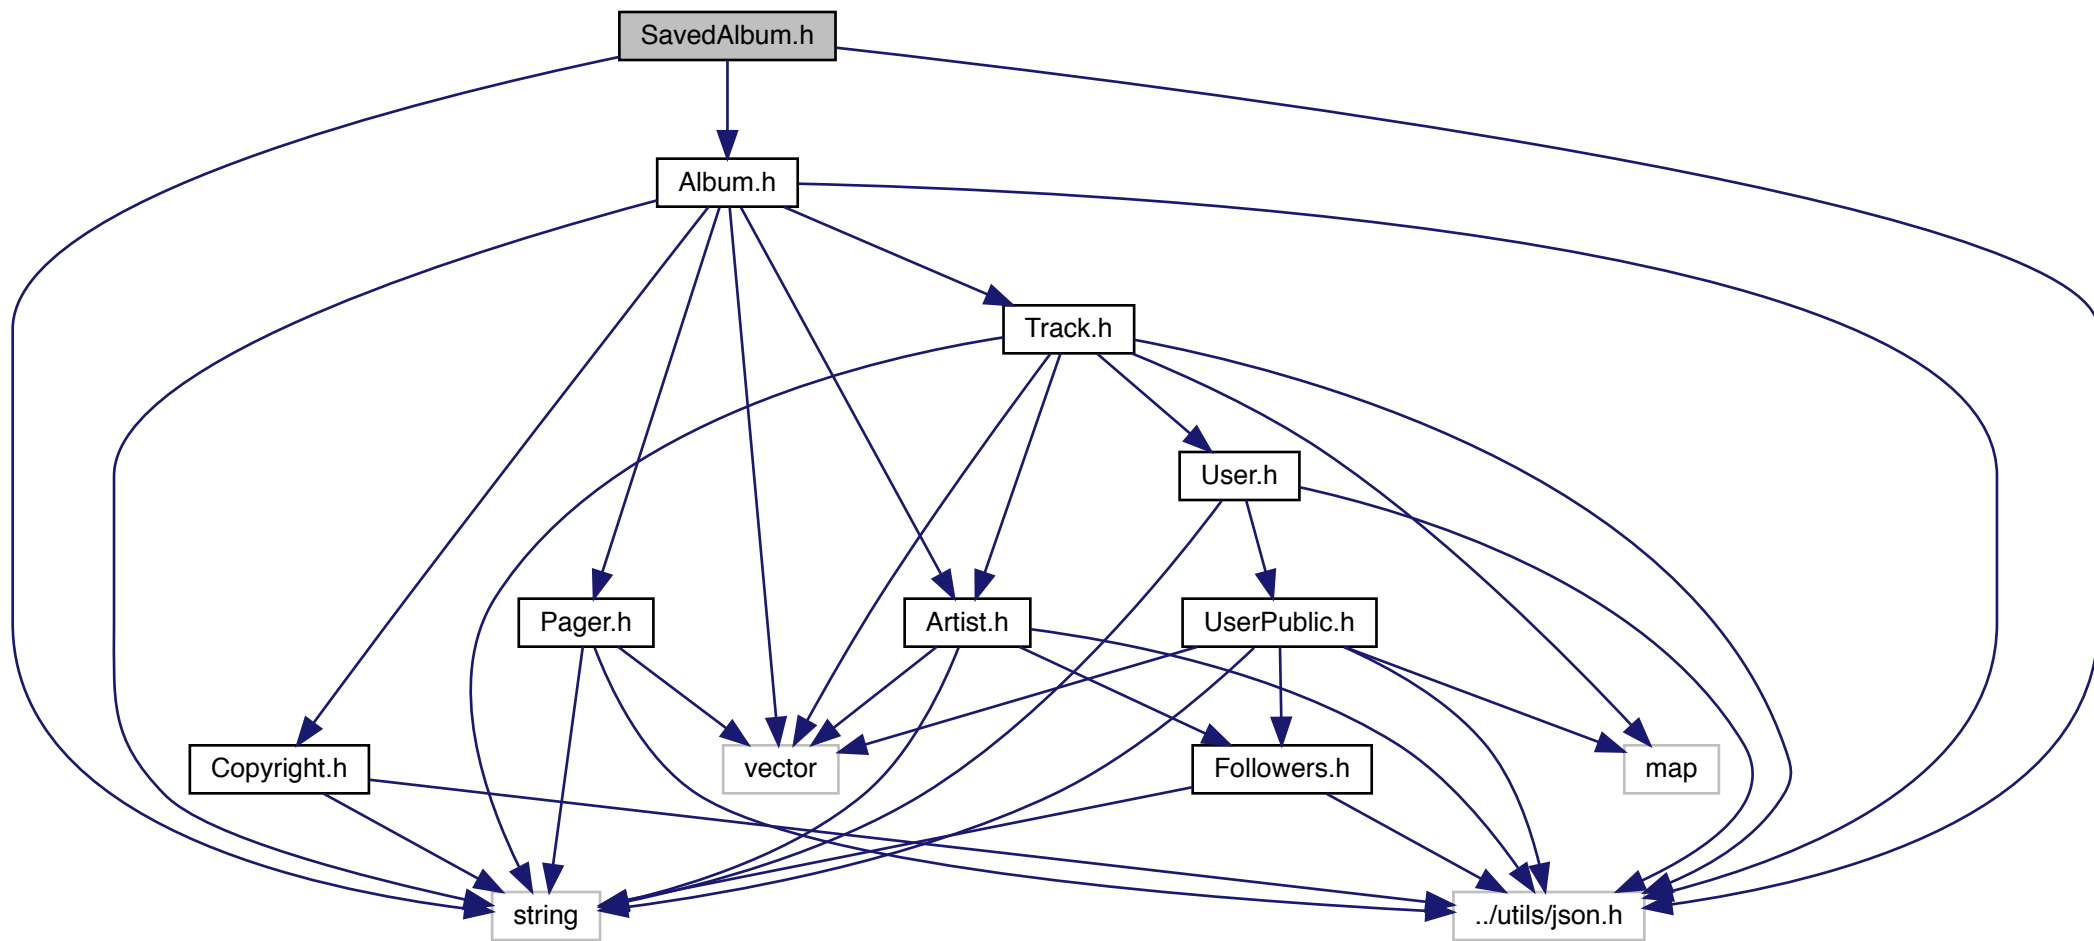 SavedAlbum.h
Album.h
Track.h
User.h
Pager.h
Artist.h
UserPublic.h
Copyright.h
vector
Followers.h
map
string
../utils/json.h